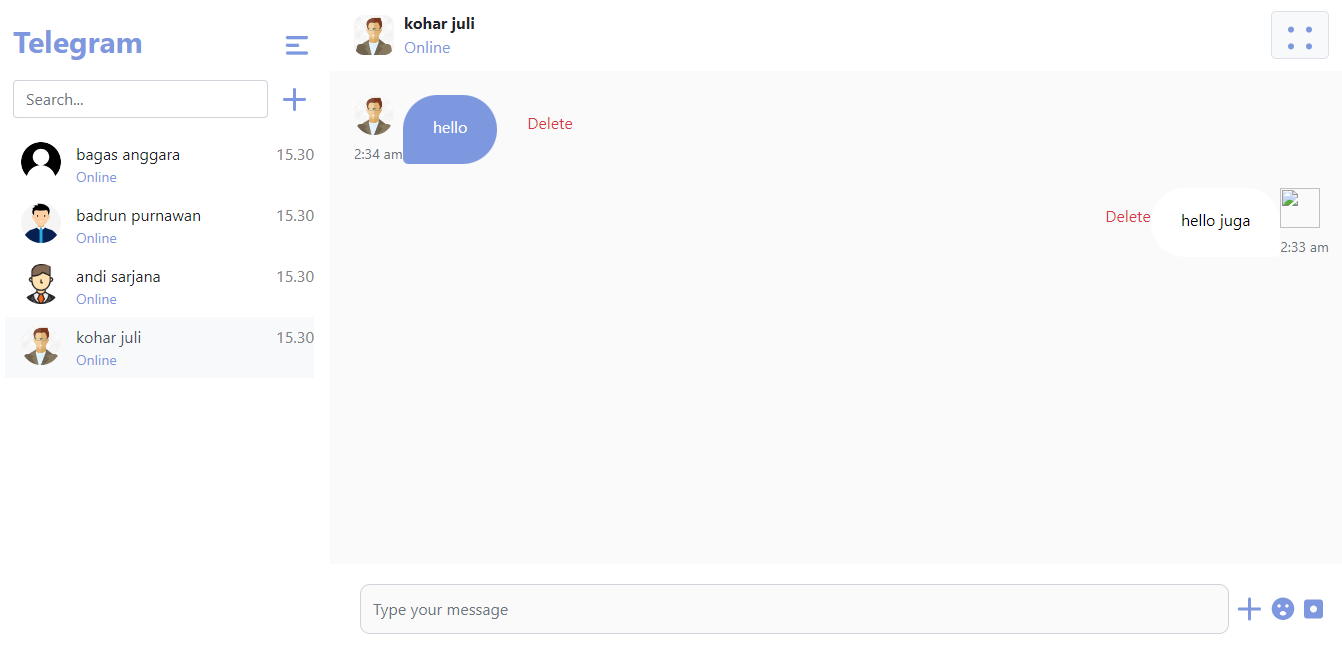 Telegram
Search...
bagas anggara 15.30
Online
badrun purnawan 15.30
Online
andi sarjana 15.30
Online
kohar juli 15.30
Online
kohar juli
Online
hello
Delete
2:34 am
Delete
hello juga
2:33 am
Type your message